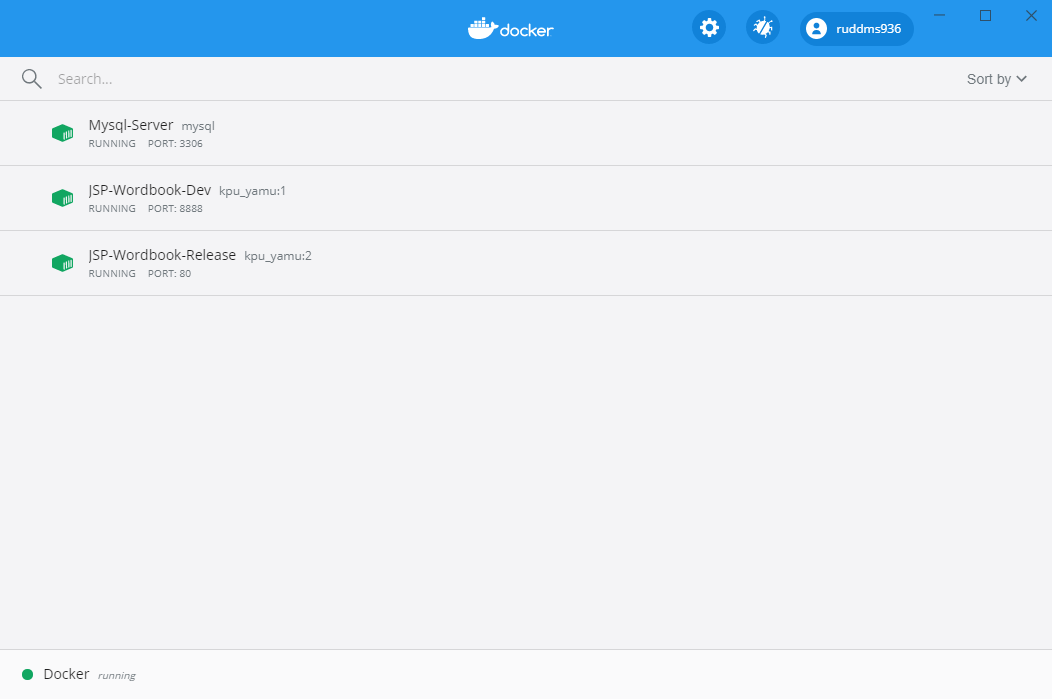 docker
ruddms936
Search...
Sort by
Mysql-Server mysql
RUNNING PORT: 3306
JSP-Wordbook-Dev kpu_yamu:1
RUNNING PORT: 8888
JSP-Wordbook-Release kpu_yamu:2
RUNNING PORT: 80
Docker running